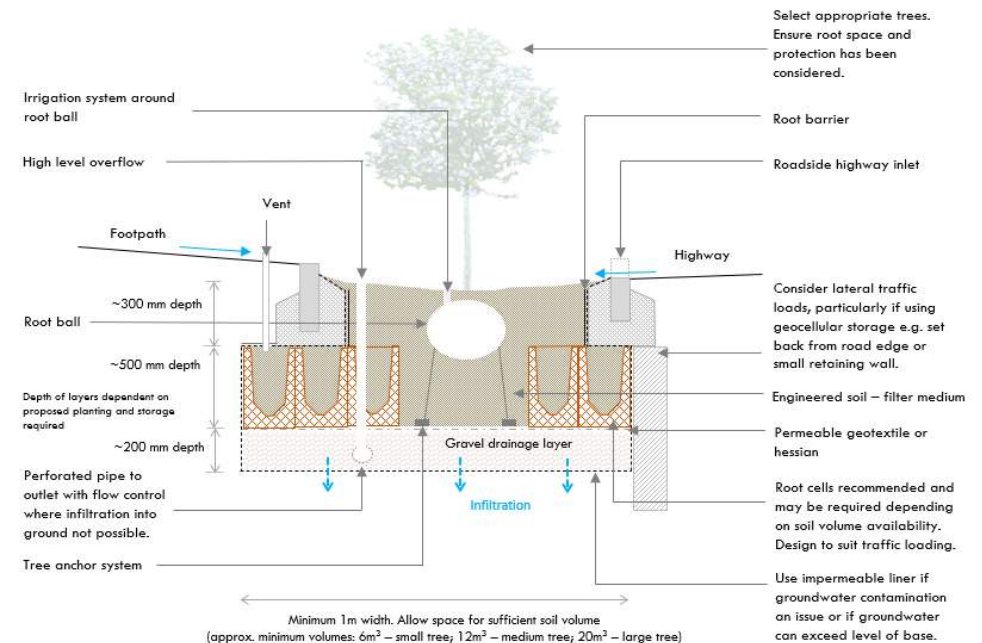 Select appropriate trees.
Ensure root space and
protection has been
considered.
Irrigation system around
root ball
Root barrier
High level overflow
Roadside highway inlet
Vent
Footpath
Highway
~300 mm depth
Consider lateral traffic
loads, particularly if using
geocellular storage e.g. set
back from road edge or
small retaining wall.
Root ball
~500 mm depth
Depth of layers dependent on
proposed planting and storage
required
Engineered soil – filter medium
~200 mm depth
Gravel drainage layer
Permeable geotextile or
hessian
Perforated pipe to
outlet with flow control
where infiltration into
ground not possible.
Infiltration
Root cells recommended and
may be required depending
on soil volume availability.
Design to suit traffic loading.
Tree anchor system
Use impermeable liner if
groundwater contamination
an issue or if groundwater
can exceed level of base.
Minimum 1m width. Allow space for sufficient soil volume
(approx. minimum volumes: 6m³ – small tree; 12m³ – medium tree; 20m³ – large tree)